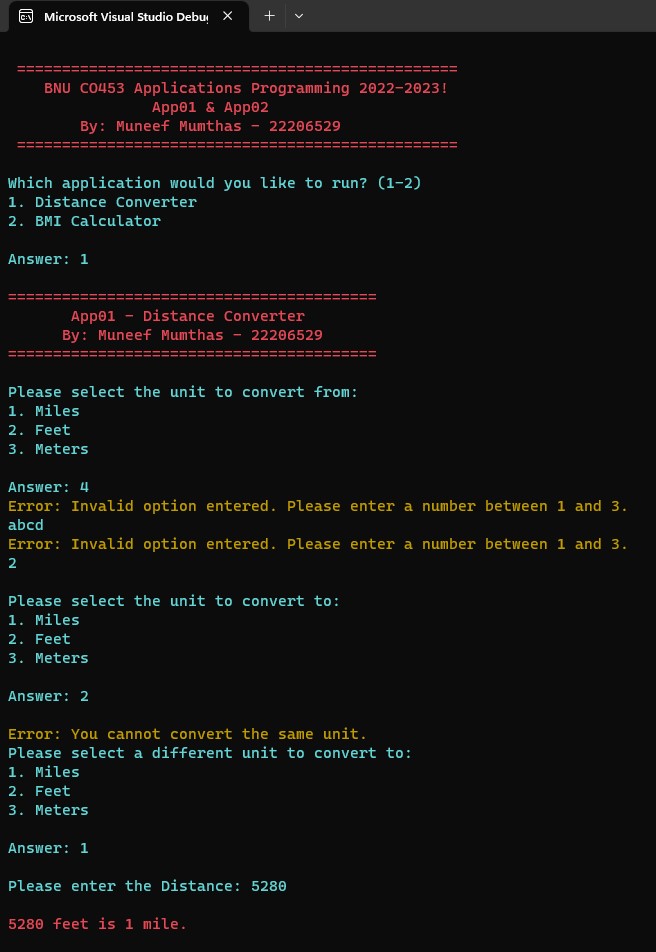 Microsoft Visual Studio Debu
==================================================
BNU CO453 Applications Programming 2022-2023!
App01 & App02
By: Muneef Mumthas - 22206529
==================================================
Which application would you like to run? (1-2)
1. Distance Converter
2. BMI Calculator
Answer: 1
=========================================
App01 - Distance Converter
By: Muneef Mumthas - 22206529
=========================================
Please select the unit to convert from:
1. Miles
2. Feet
3. Meters
Answer: 4
Error: Invalid option entered. Please enter a number between 1 and 3.
abcd
Error: Invalid option entered. Please enter a number between 1 and 3.
2
Please select the unit to convert to:
1. Miles
2. Feet
3. Meters
Answer: 2
Error: You cannot convert the same unit.
Please select a different unit to convert to:
1. Miles
2. Feet
3. Meters
Answer: 1
Please enter the Distance: 5280
5280 feet is 1 mile.